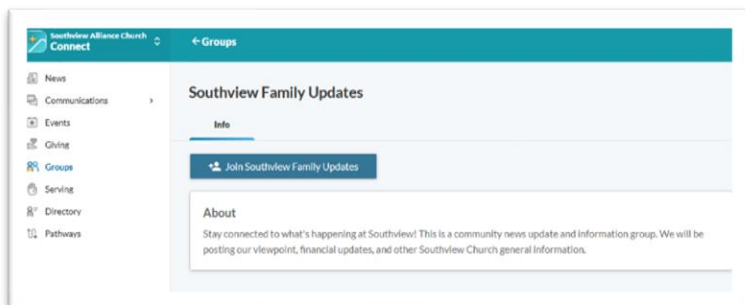 Southview Alliance Church
Connect
← Groups
News
Communications
Events
Giving
Groups
Serving
Directory
Pathways
Southview Family Updates
Info
Join Southview Family Updates
About
Stay connected to what's happening at Southview! This is a community news update and information group. We will be
posting our viewpoint, financial updates, and other Southview Church general information.